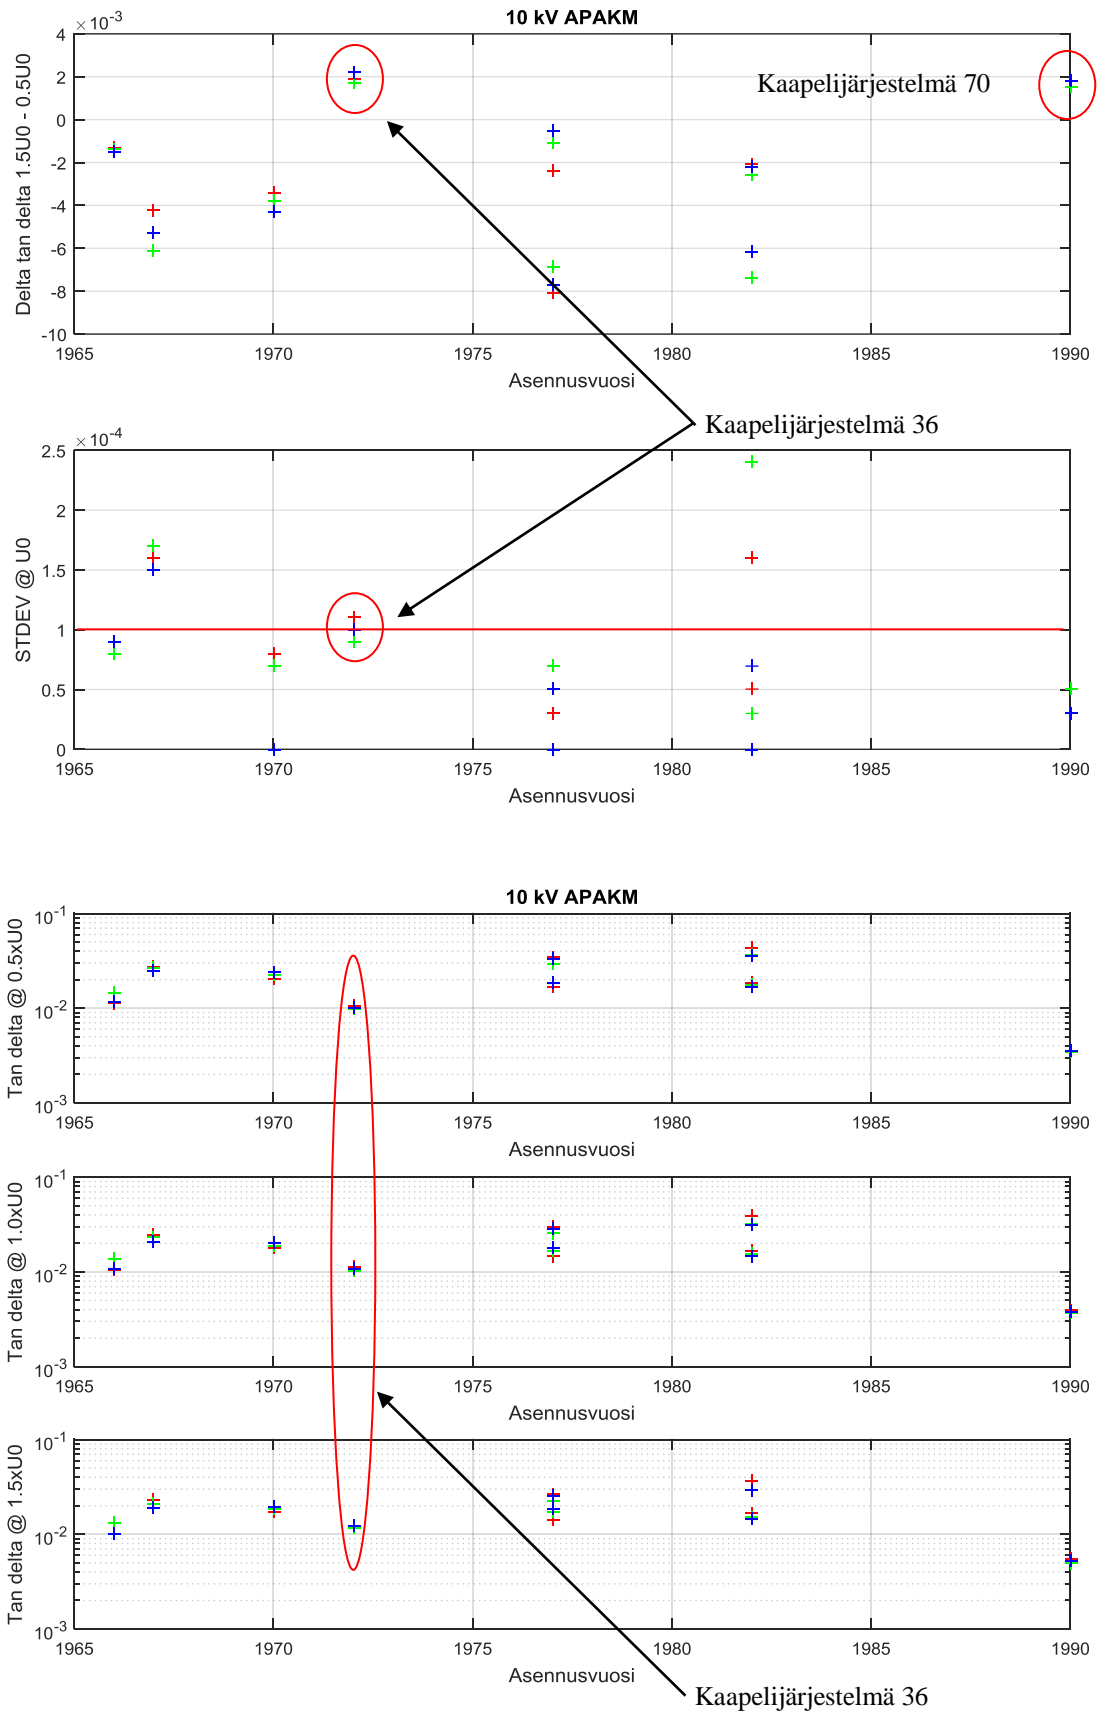 10 kV APAKM
×10-3
4
2
0
-2
-4
-6
-8
-10
Delta tan delta 1.5U0 - 0.5U0
Kaapelijärjestelmä 70
1965 1970 1975 1980 1985 1990
Asennusvuosi
Kaapelijärjestelmä 36
×10-4
2.5
2
1.5
1
0.5
0
STDEV @ U0
1965 1970 1975 1980 1985 1990
Asennusvuosi
10 kV APAKM
10-1
10-2
10-3
Tan delta @ 0.5xU0
1965 1970 1975 1980 1985 1990
Asennusvuosi
10-1
10-2
10-3
Tan delta @ 1.0xU0
1965 1970 1975 1980 1985 1990
Asennusvuosi
10-1
10-2
10-3
Tan delta @ 1.5xU0
1965 1970 1975 1980 1985 1990
Asennusvuosi
Kaapelijärjestelmä 36